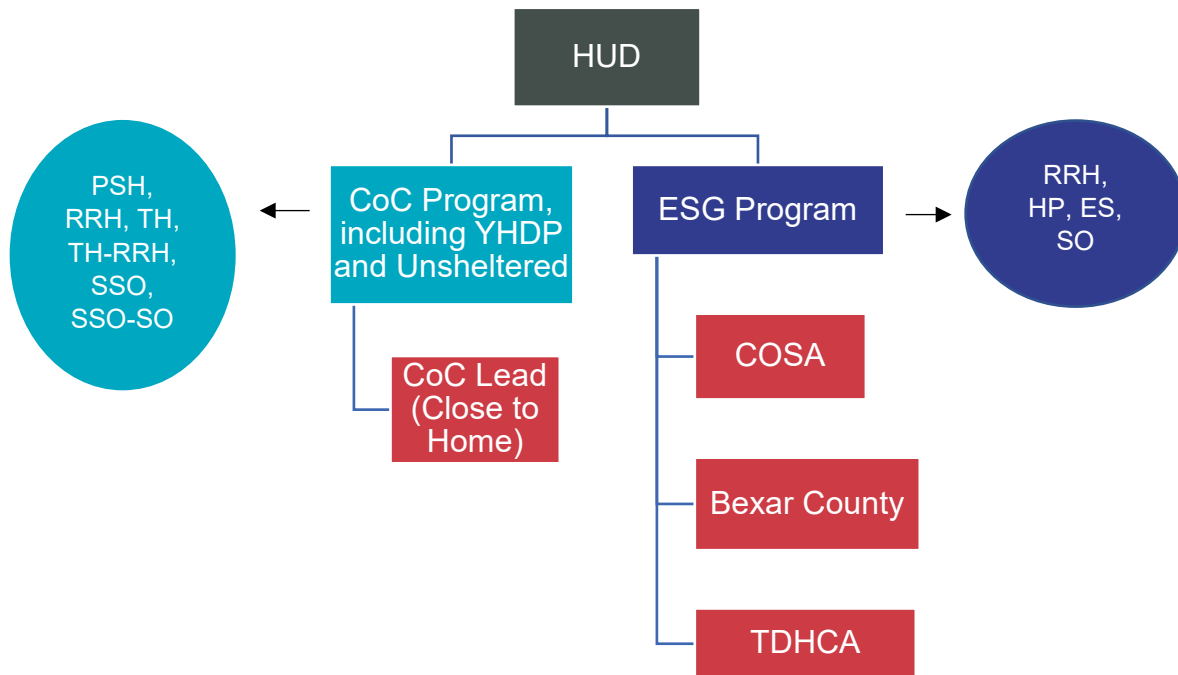 HUD
PSH,
RRH, TH,
TH-RRH,
SSO,
SSO-SO
CoC Program,
including YHDP
and Unsheltered
ESG Program
RRH,
HP, ES,
SO
CoC Lead
(Close to
Home)
COSA
Bexar County
TDHCA